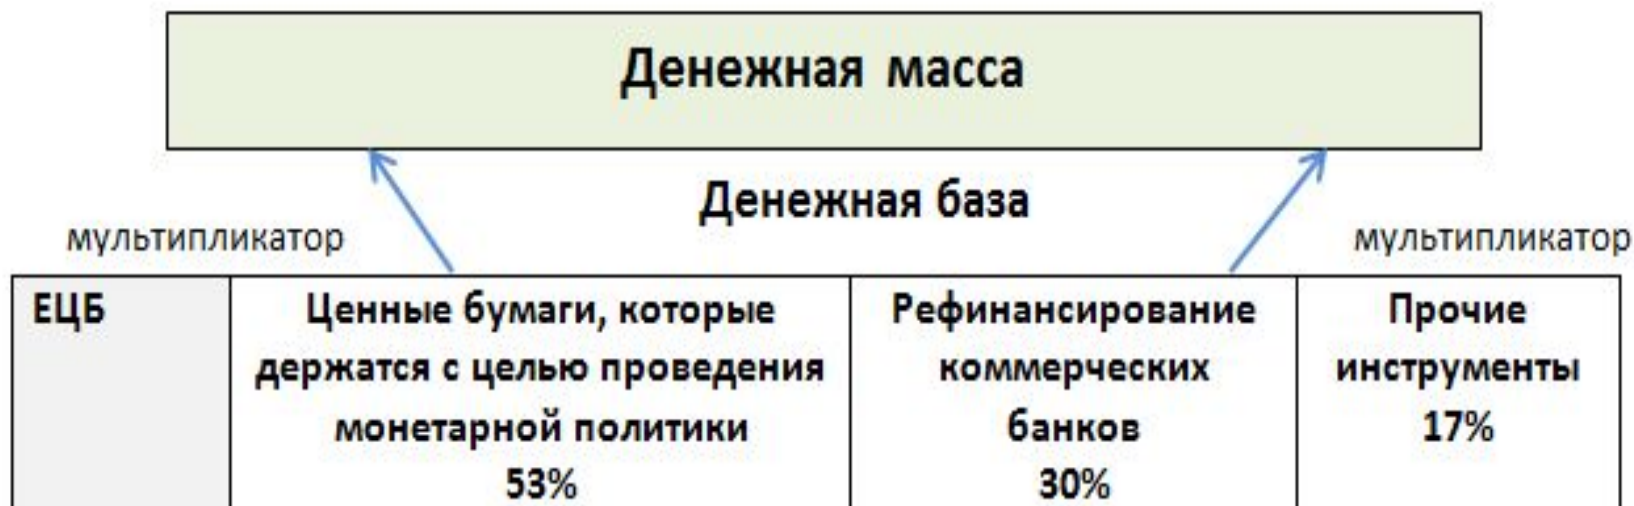 Денежная масса
Денежная база
мультипликатор
мультипликатор
ЕЦБ
Ценные бумаги, которые
держатся с целью проведения
монетарной политики
53%
Рефинансирование
коммерческих
банков
30%
Прочие
инструменты
17%